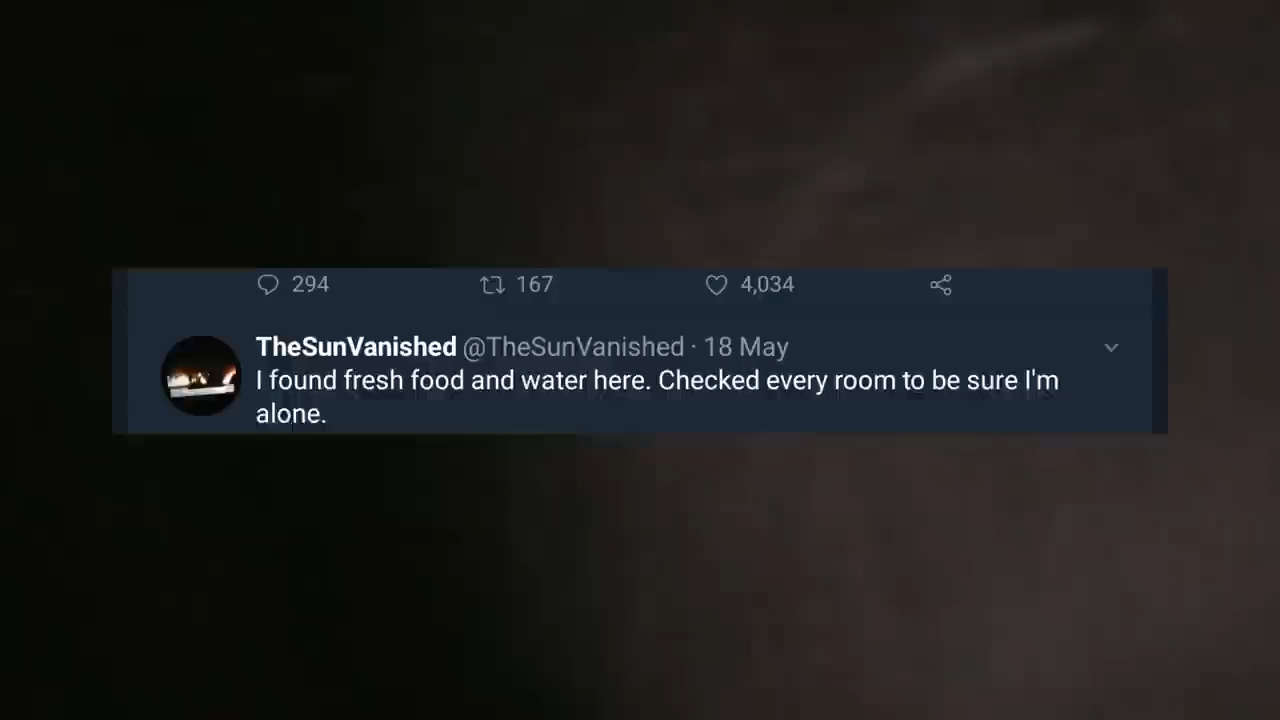 294 167 4,034
TheSunVanished @TheSunVanished · 18 May
I found fresh food and water here. Checked every room to be sure I'm
alone.